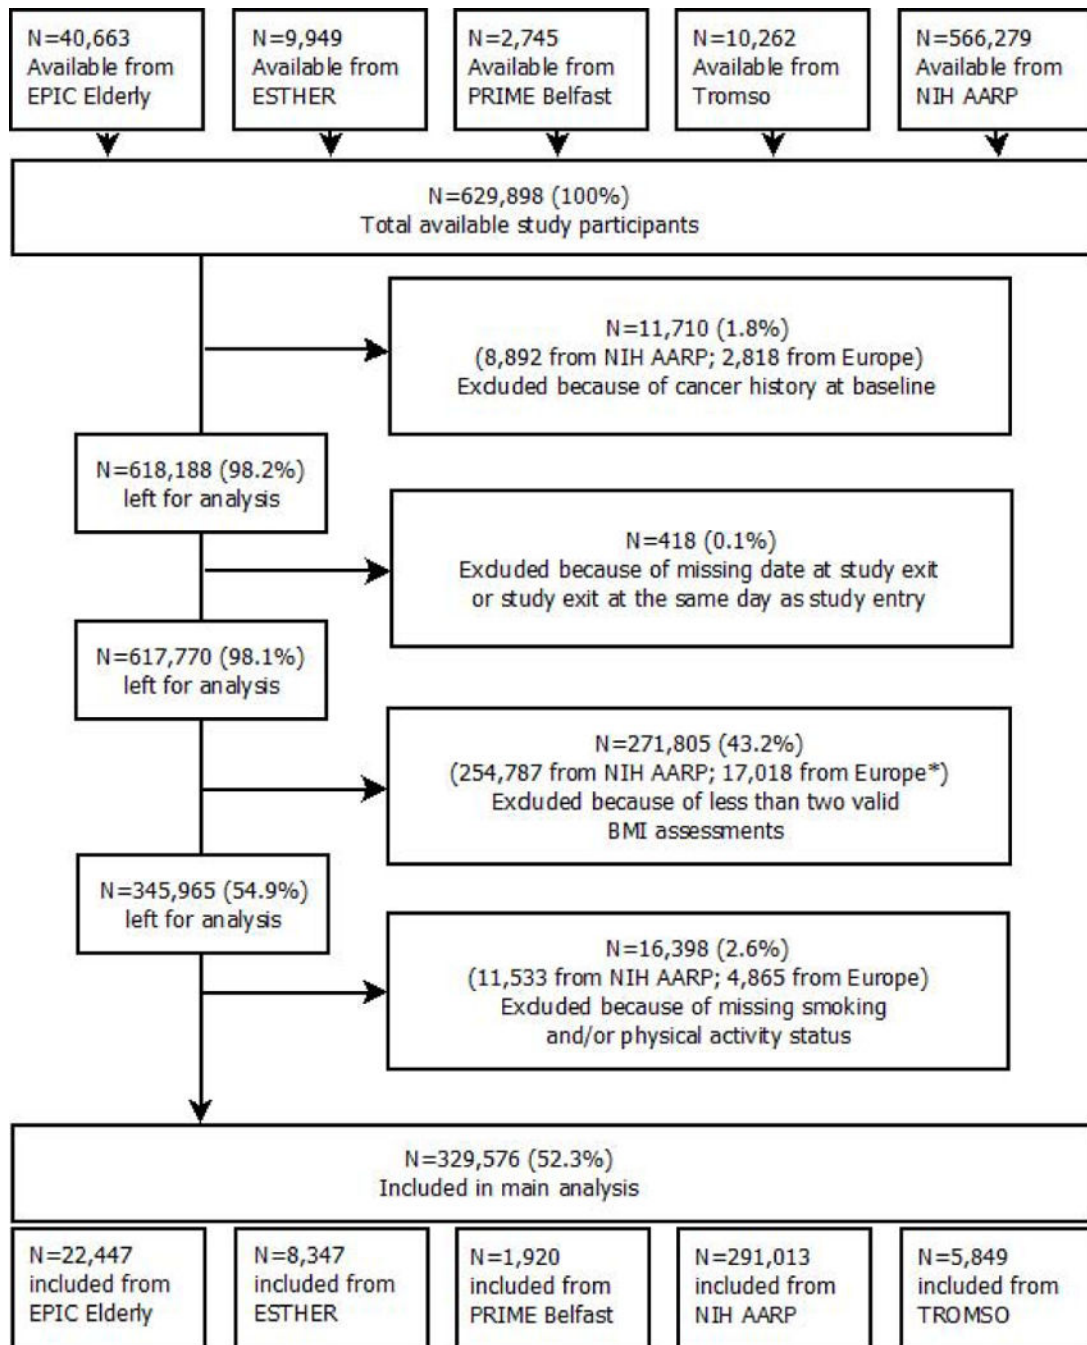 N=40,663
Available from
EPIC Elderly
N=9,949
Available from
ESTHER
N=2,745
Available from
PRIME Belfast
N=10,262
Available from
Tromso
N=566,279
Available from
NIH AARP
N=629,898 (100%)
Total available study participants
N=11,710 (1.8%)
(8,892 from NIH AARP; 2,818 from Europe)
Excluded because of cancer history at baseline
N=618,188 (98.2%)
left for analysis
N=418 (0.1%)
Excluded because of missing date at study exit
or study exit at the same day as study entry
N=617,770 (98.1%)
left for analysis
N=271,805 (43.2%)
(254,787 from NIH AARP; 17,018 from Europe*)
Excluded because of less than two valid
BMI assessments
N=345,965 (54.9%)
left for analysis
N=16,398 (2.6%)
(11,533 from NIH AARP; 4,865 from Europe)
Excluded because of missing smoking
and/or physical activity status
N=329,576 (52.3%)
Included in main analysis
N=22,447
included from
EPIC Elderly
N=8,347
included from
ESTHER
N=1,920
included from
PRIME Belfast
N=291,013
included from
NIH AARP
N=5,849
included from
TROMSO